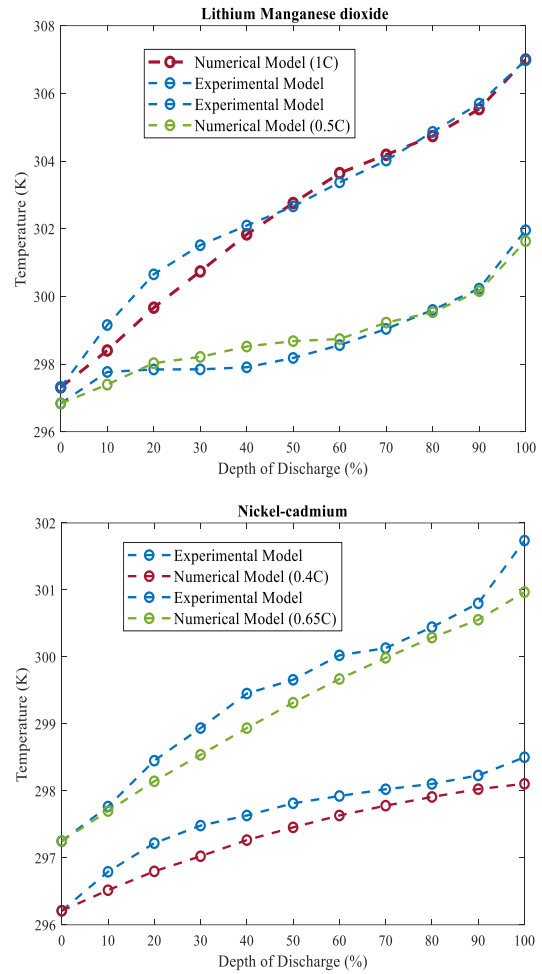 Lithium Manganese dioxide
308
306
304
302
300
298
296
Temperature (K)
Numerical Model (1C)
Experimental Model
Experimental Model
Numerical Model (0.5C)
0 10 20 30 40 50 60 70 80 90 100
Depth of Discharge (%)
Nickel-cadmium
302
301
300
299
298
297
296
Temperature (K)
Experimental Model
Numerical Model (0.4C)
Experimental Model
Numerical Model (0.65C)
0 10 20 30 40 50 60 70 80 90 100
Depth of Discharge (%)